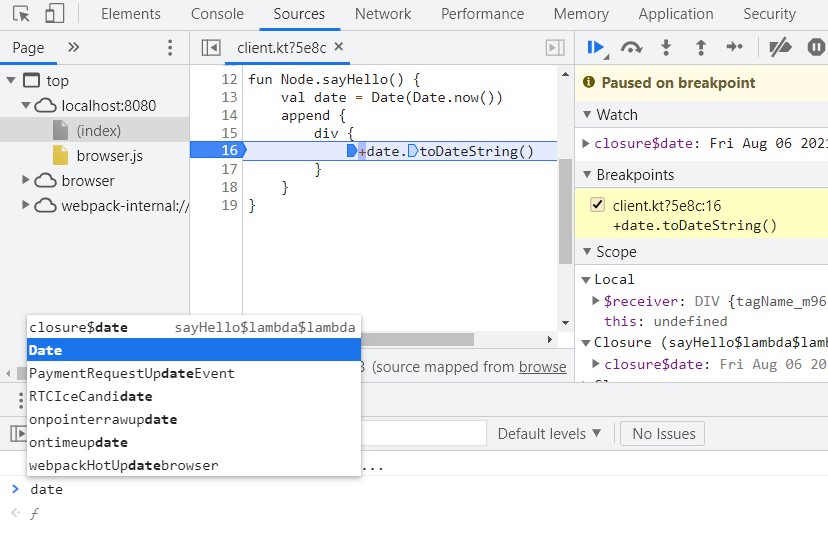 Elements Console Sources Network Performance Memory Application Security
Page
client.kt?5e8c
top
localhost:8080
(index)
browser.js
browser
webpack-internal://
12 fun Node.sayHello() {
13 val date = Date(Date.now())
14 append {
15 div {
16 +date.toDateString()
17 }
18 }
19 }
(source mapped from browse
Paused on breakpoint
Watch
closure$date: Fri Aug 06 2021
Breakpoints
client.kt?5e8c:16
+date.toDateString()
Scope
Local
$receiver: DIV {tagName_m96
this: undefined
Closure (sayHello$lambda$lamb
closure$date: Fri Aug 06 20
closure$date sayHello$lambda$lambda
Date
PaymentRequestUpdateEvent
RTCIceCandidate
onpointerrawupdate
ontimeupdate
webpackHotUpdatebrowser
Default levels ▼ No Issues
...
> date
f